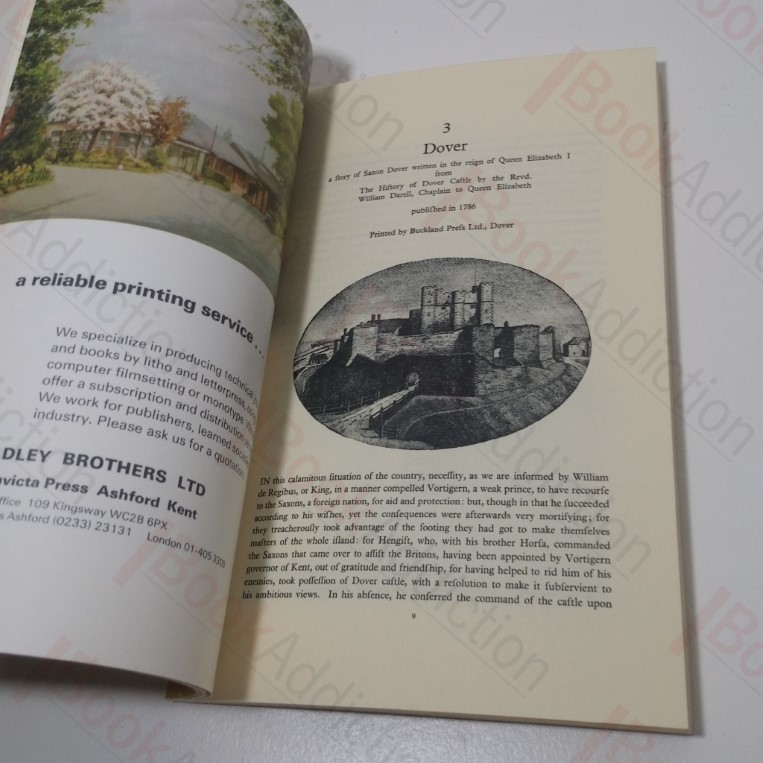 a reliable printing service . . .
We specialize in producing technical
and books by litho and letterpress,
computer filmsetting or monotype.
offer a subscription and distribution
We work for publishers, learned
industry. Please ask us for a quotation.
DLEY BROTHERS LTD
nvicta Press Ashford Kent
ffice 109 Kingsway WC2B 6PX
s Ashford (0233) 23131 London 01-405
3
Dover
a ſtory of Saxon Dover written in the reign of Queen Elizabeth I
from
The Hiſtory of Dover Caſtle by the Revd.
William Darell, Chaplain to Queen Elizabeth
publiſhed in 1786
Printed by Buckland Preſs Ltd., Dover
IN this calamitous ſituation of the country, neceſſity, as we are informed by William
de Regibus, or King, in a manner compelled Vortigern, a weak prince, to have recourſe
to the Saxons, a foreign nation, for aid and protection: but, though in that he ſucceeded
according to his wiſhes, yet the conſequences were afterwards very mortifying; for
they treacherouſly took advantage of the footing they had got to make themſelves
maſters of the whole iſland: for Hengiſt, who, with his brother Horſa, commanded
the Saxons that came over to aſſiſt the Britons, having been appointed by Vortigern
governor of Kent, out of gratitude and friendſhip, for having helped to rid him of his
enemies, took poſſeſſion of Dover caſtle, with a reſolution to make it ſubſervient to
his ambitious views. In his abſence, he conferred the command of the caſtle upon
9
Book Addiction